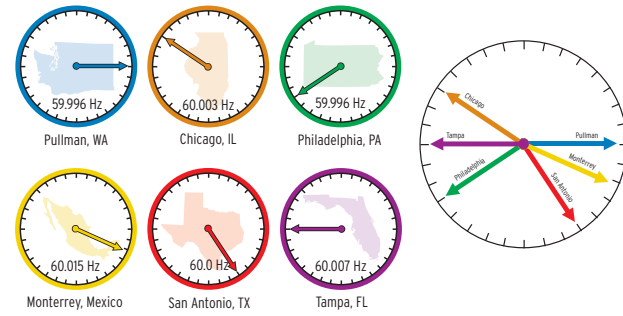 59.996 Hz
Pullman, WA
60.003 Hz
Chicago, IL
59.996 Hz
Philadelphia, PA
60.015 Hz
Monterrey, Mexico
60.0 Hz
San Antonio, TX
60.007 Hz
Tampa, FL
Chicago
Tampa
Pullman
Monterrey
Philadelphia
San Antonio